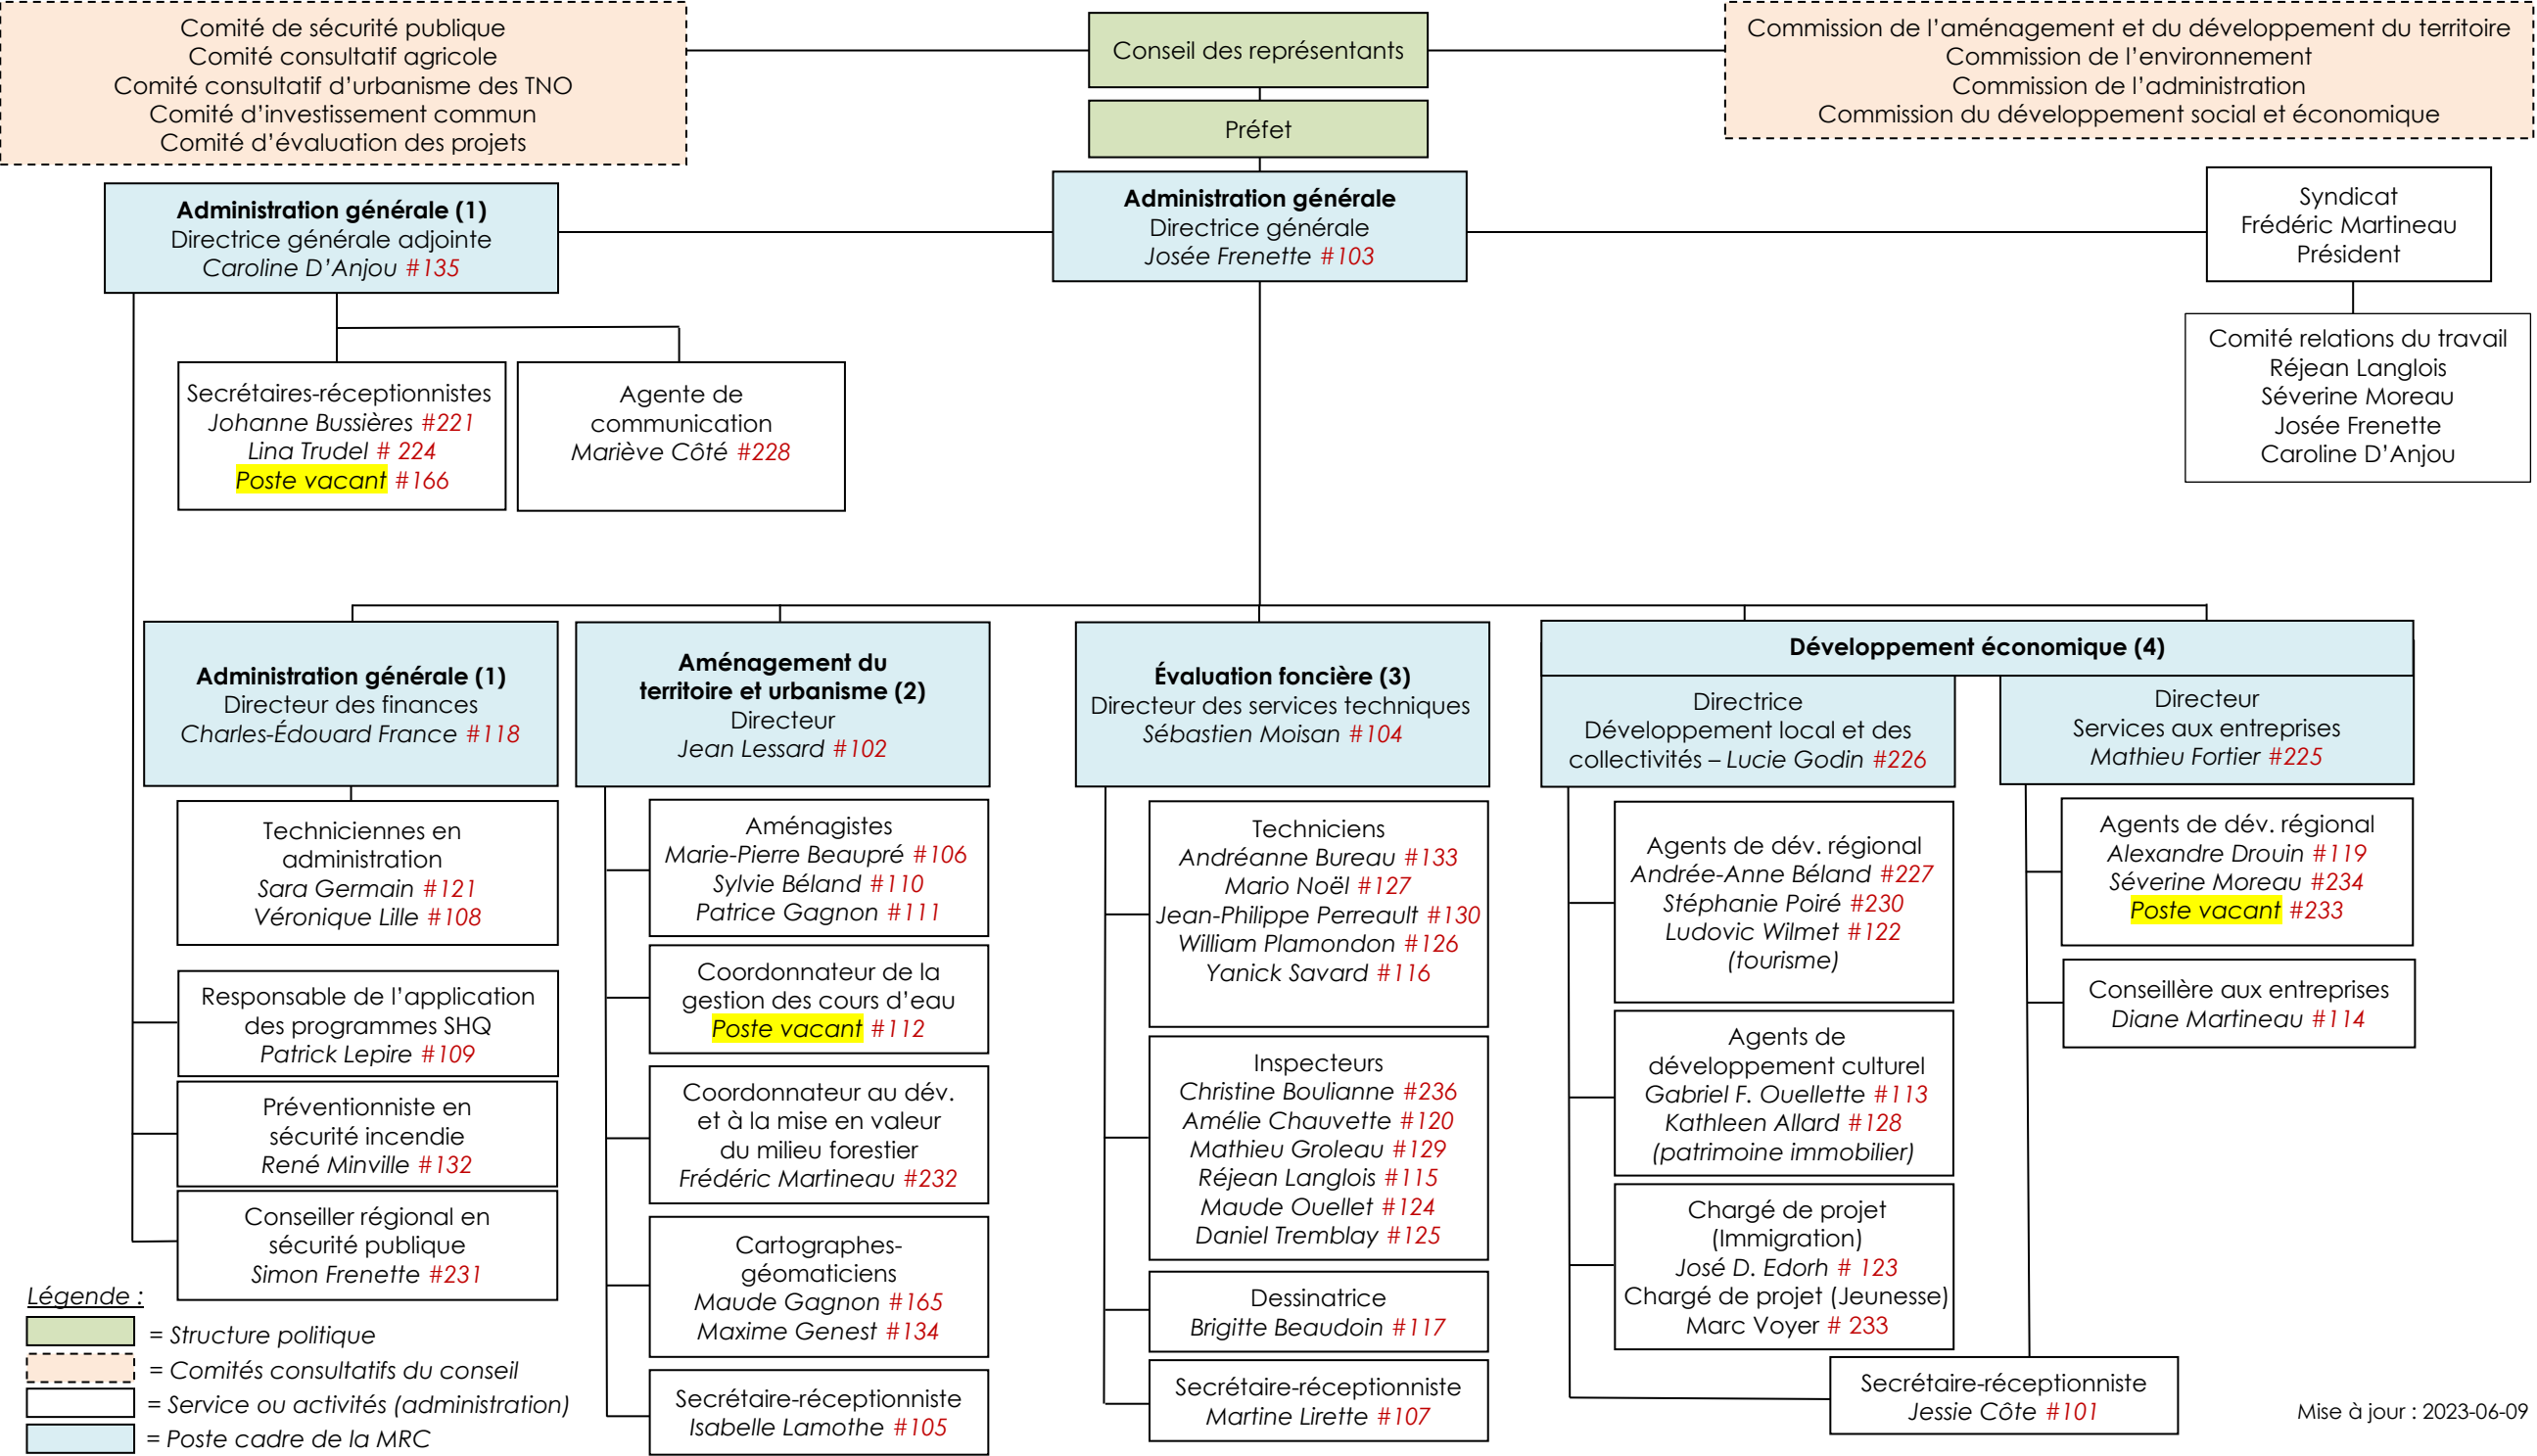 Comité de sécurité publique
Comité consultatif agricole
Comité consultatif d’urbanisme des TNO
Comité d’investissement commun
Comité d’évaluation des projets
Conseil des représentants
Préfet
Commission de l’aménagement et du développement du territoire
Commission de l’environnement
Commission de l’administration
Commission du développement social et économique
Administration générale (1)
Directrice générale adjointe
Caroline D’Anjou #135
Administration générale
Directrice générale
Josée Frenette #103
Syndicat
Frédéric Martineau
Président
Comité relations du travail
Réjean Langlois
Séverine Moreau
Josée Frenette
Caroline D’Anjou
Secrétaires-réceptionnistes
Johanne Bussières #221
Lina Trudel # 224
Poste vacant #166
Agente de
communication
Mariève Côté #228
Administration générale (1)
Directeur des finances
Charles-Édouard France #118
Techniciennes en
administration
Sara Germain #121
Véronique Lille #108
Responsable de l’application
des programmes SHQ
Patrick Lepire #109
Préventionniste en
sécurité incendie
René Minville #132
Conseiller régional en
sécurité publique
Simon Frenette #231
Aménagement du
territoire et urbanisme (2)
Directeur
Jean Lessard #102
Aménagistes
Marie-Pierre Beaupré #106
Sylvie Béland #110
Patrice Gagnon #111
Coordonnateur de la
gestion des cours d’eau
Poste vacant #112
Coordonnateur au dév.
et à la mise en valeur
du milieu forestier
Frédéric Martineau #232
Cartographes-
géomaticiens
Maude Gagnon #165
Maxime Genest #134
Secrétaire-réceptionniste
Isabelle Lamothe #105
Évaluation foncière (3)
Directeur des services techniques
Sébastien Moisan #104
Techniciens
Andréanne Bureau #133
Mario Noël #127
Jean-Philippe Perreault #130
William Plamondon #126
Yanick Savard #116
Inspecteurs
Christine Boulianne #236
Amélie Chauvette #120
Mathieu Groleau #129
Réjean Langlois #115
Maude Ouellet #124
Daniel Tremblay #125
Dessinatrice
Brigitte Beaudoin #117
Secrétaire-réceptionniste
Martine Lirette #107
Développement économique (4)
Directrice
Développement local et des
collectivités – Lucie Godin #226
Directeur
Services aux entreprises
Mathieu Fortier #225
Agents de dév. régional
Andrée-Anne Béland #227
Stéphanie Poiré #230
Ludovic Wilmet #122
(tourisme)
Agents de
développement culturel
Gabriel F. Ouellette #113
Kathleen Allard #128
(patrimoine immobilier)
Chargé de projet
(Immigration)
José D. Edorh # 123
Chargé de projet (Jeunesse)
Marc Voyer # 233
Agents de dév. régional
Alexandre Drouin #119
Séverine Moreau #234
Poste vacant #233
Conseillère aux entreprises
Diane Martineau #114
Secrétaire-réceptionniste
Jessie Côte #101
Légende :
= Structure politique
= Comités consultatifs du conseil
= Service ou activités (administration)
= Poste cadre de la MRC
Mise à jour : 2023-06-09